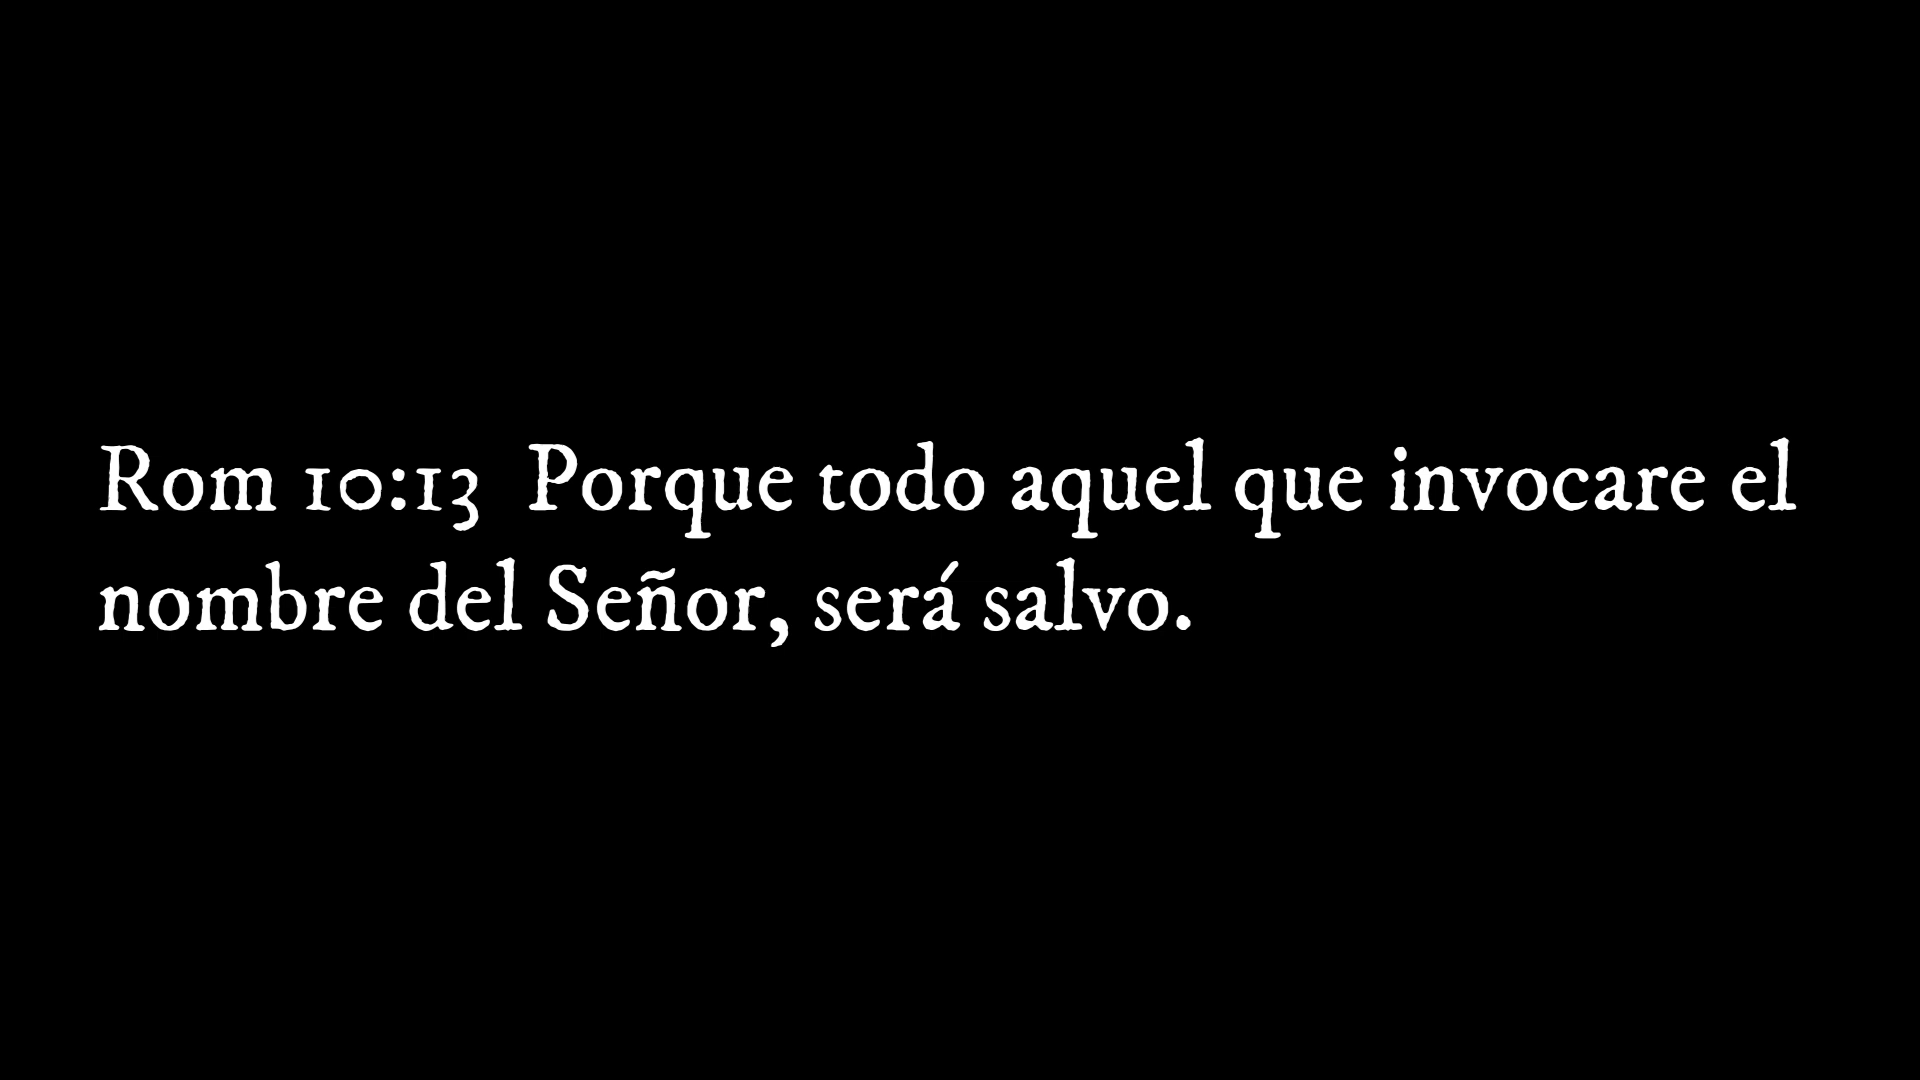 Rom 10:13  Porque todo aquel que invocare el
nombre del Señor, será salvo.